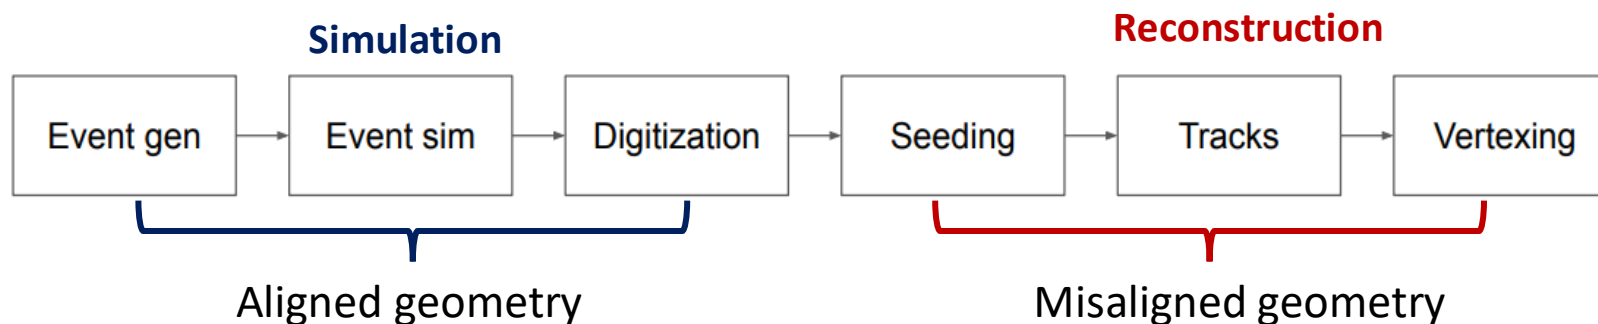 Simulation
Reconstruction
Event gen
Event sim
Digitization
Seeding
Tracks
Vertexing
Aligned geometry
Misaligned geometry